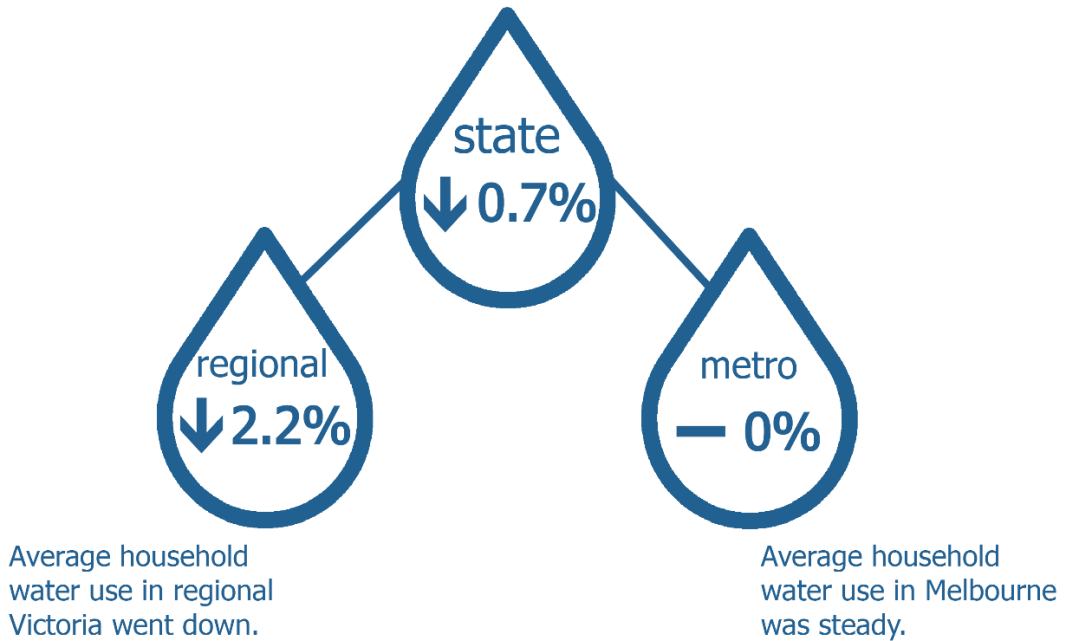 state
↓ 0.7%
regional
↓ 2.2%
metro
— 0%
Average household
water use in regional
Victoria went down.
Average household
water use in Melbourne
was steady.